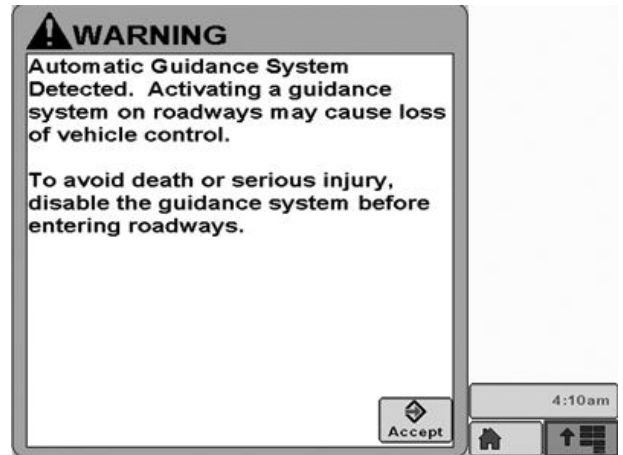 WARNING
Automatic Guidance System
Detected. Activating a guidance
system on roadways may cause loss
of vehicle control.
To avoid death or serious injury,
disable the guidance system before
entering roadways.
Accept
4:10am